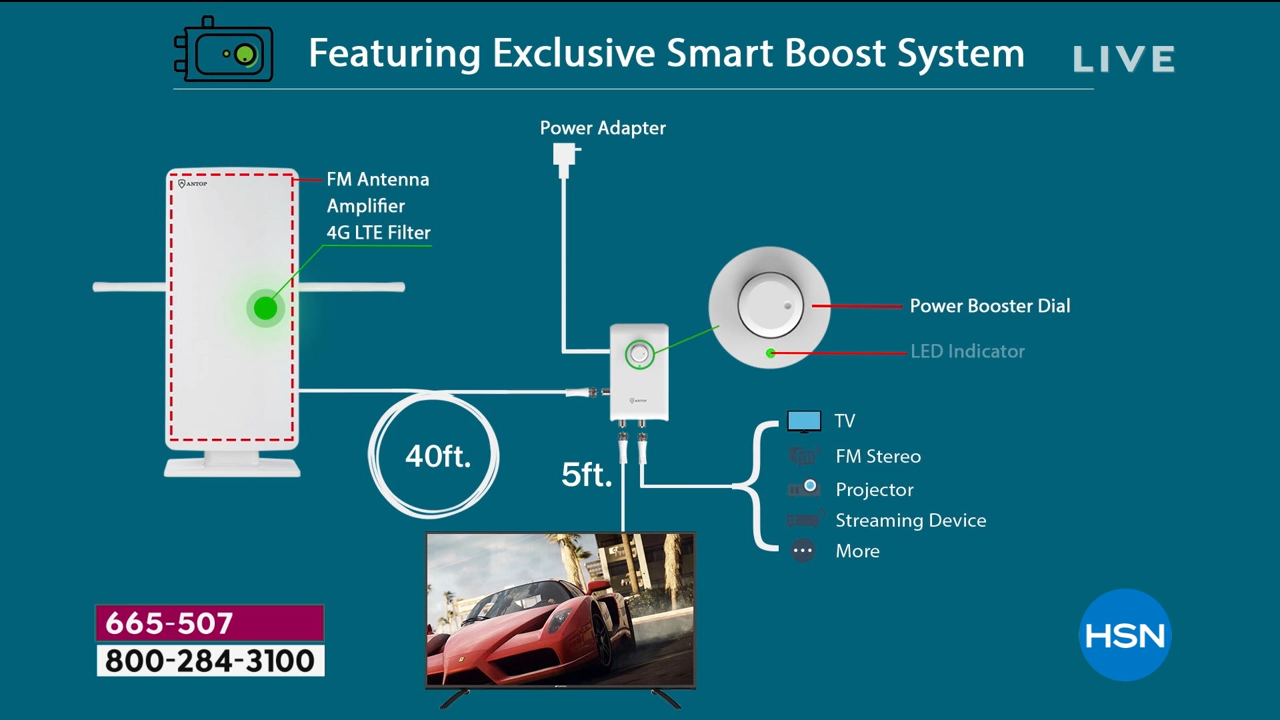 Featuring Exclusive Smart Boost System
LIVE
Power Adapter
ANTOP
FM Antenna
Amplifier
4G LTE Filter
Power Booster Dial
LED Indicator
ANTOP
40ft.
5ft.
TV
FM Stereo
Projector
Streaming Device
More
665-507
800-284-3100
HSN